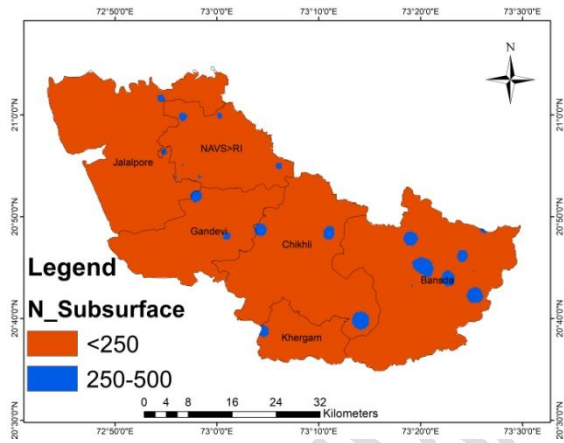 72°50'0"E 73°0'0"E 73°10'0"E 73°20'0"E 73°30'0"E
N
21°0'0"N 21°0'0"N
NAVS>RI
Jalalpore
20°50'0"N 20°50'0"N
Gandevi
Chikhli
Legend
Bansda
N_Subsurface
20°40'0"N 20°40'0"N
<250
Khergam
250-500
0 4 8 16 24 32
Kilometers
20°30'0"N 20°30'0"N
72°50'0"E 73°0'0"E 73°10'0"E 73°20'0"E 73°30'0"E